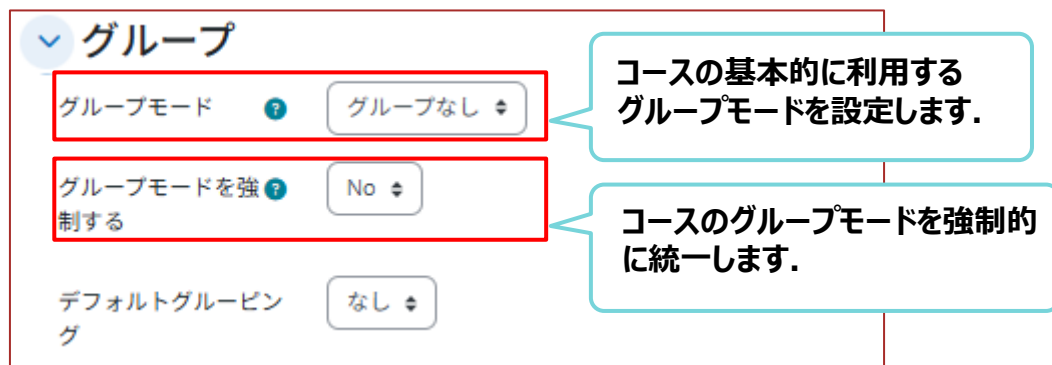 グループ
グループモード ?
グループなし
コースの基本的に利用する
グループモードを設定します.
グループモードを強 ?
制する
No
コースのグループモードを強制的
に統一します.
デフォルトグルーピン
グ
なし